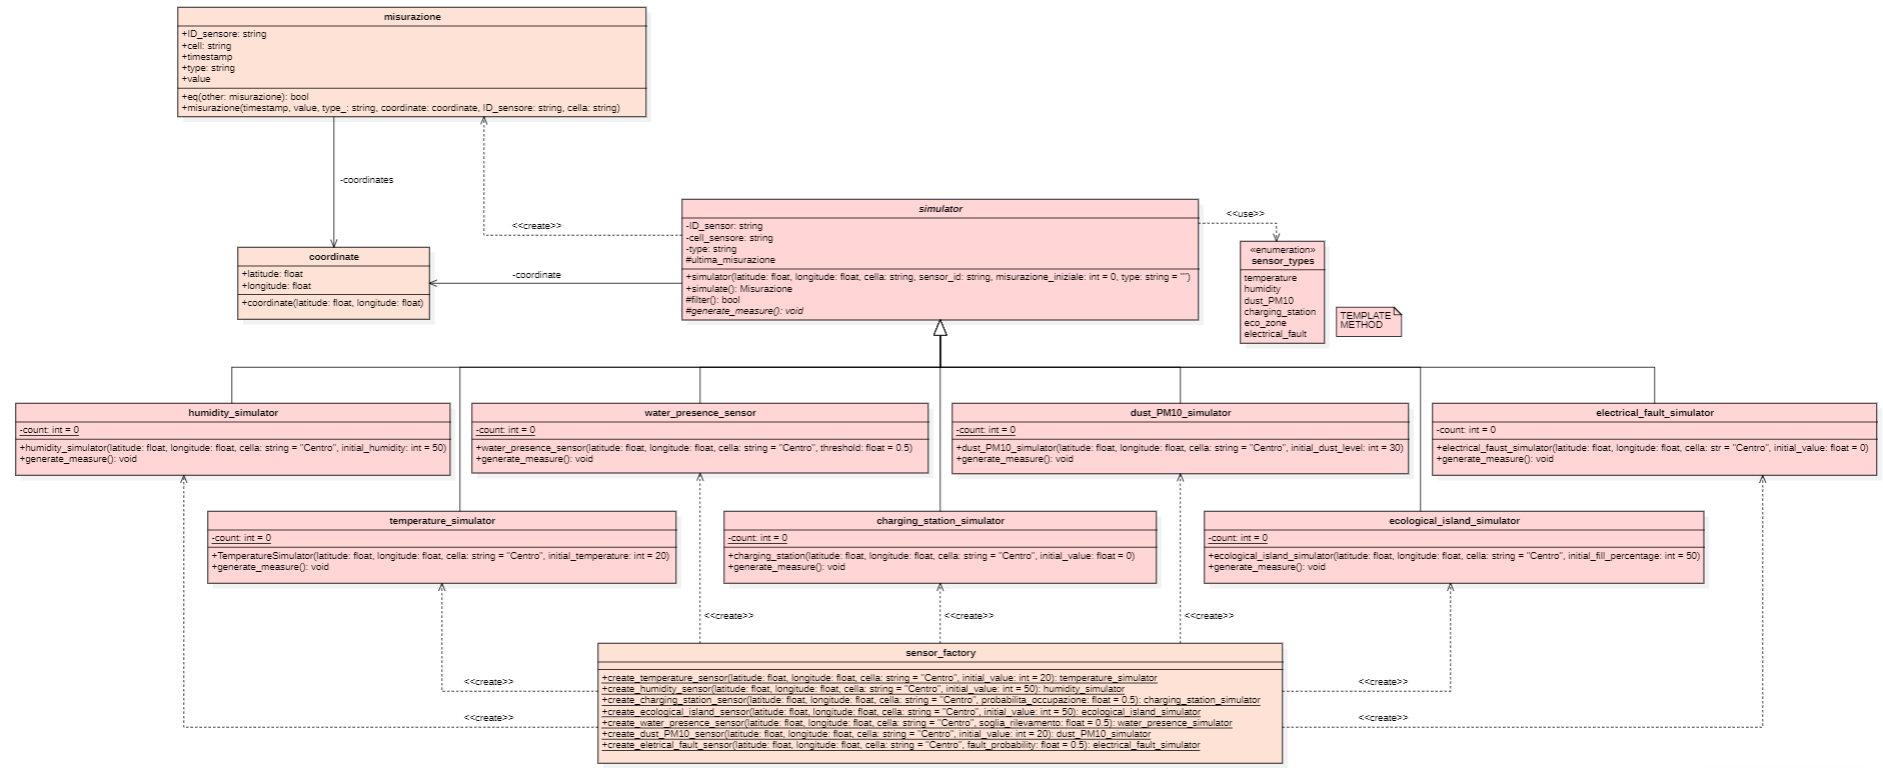 misurazione
+ID_sensore: string
+cell: string
+timestamp
+type: string
+value
+eq(other: misurazione): bool
+misurazione(timestamp, value, type_: string, coordinate: coordinate, ID_sensore: string, cella: string)
-coordinates
<<create>>
coordinate
+latitude: float
+longitude: float
+coordinate(latitude: float, longitude: float)
-coordinate
simulator
-ID_sensor: string
-cell_sensore: string
-type: string
#ultima_misurazione
+simulator(latitude: float, longitude: float, cella: string, sensor_id: string, misurazione_iniziale: int = 0, type: string = "")
+simulate(): Misurazione
#filter(): bool
#generate_measure(): void
<<use>>
«enumeration»
sensor_types
temperature
humidity
dust_PM10
charging_station
eco_zone
electrical_fault
TEMPLATE
METHOD
humidity_simulator
-count: int = 0
+humidity_simulator(latitude: float, longitude: float, cella: string = "Centro", initial_humidity: int = 50)
+generate_measure(): void
water_presence_sensor
-count: int = 0
+water_presence_sensor(latitude: float, longitude: float, cella: string = "Centro", threshold: float = 0.5)
+generate_measure(): void
dust_PM10_simulator
-count: int = 0
+dust_PM10_simulator(latitude: float, longitude: float, cella: string = "Centro", initial_dust_level: int = 30)
+generate_measure(): void
electrical_fault_simulator
-count: int = 0
+electrical_faust_simulator(latitude: float, longitude: float, cella: str = "Centro", initial_value: float = 0)
+generate_measure(): void
temperature_simulator
-count: int = 0
+TemperatureSimulator(latitude: float, longitude: float, cella: string = "Centro", initial_temperature: int = 20)
+generate_measure(): void
charging_station_simulator
-count: int = 0
+charging_station(latitude: float, longitude: float, cella: string = "Centro", initial_value: float = 0)
+generate_measure(): void
ecological_island_simulator
-count: int = 0
+ecological_island_simulator(latitude: float, longitude: float, cella: string = "Centro", initial_fill_percentage: int = 50)
+generate_measure(): void
<<create>>
<<create>>
<<create>>
<<create>>
<<create>>
<<create>>
<<create>>
sensor_factory
+create_temperature_sensor(latitude: float, longitude: float, cella: string = "Centro", initial_value: int = 20): temperature_simulator
+create_humidity_sensor(latitude: float, longitude: float, cella: string = "Centro", initial_value: int = 50): humidity_simulator
+create_charging_station_sensor(latitude: float, longitude: float, cella: string = "Centro", probabilita_occupazione: float = 0.5): charging_station_simulator
+create_ecological_island_sensor(latitude: float, longitude: float, cella: string = "Centro", initial_value: int = 50): ecological_island_simulator
+create_water_presence_sensor(latitude: float, longitude: float, cella: string = "Centro", soglia_rilevamento: float = 0.5): water_presence_simulator
+create_dust_PM10_sensor(latitude: float, longitude: float, cella: string = "Centro", initial_value: int = 20): dust_PM10_simulator
+create_eletrical_fault_sensor(latitude: float, longitude: float, cella: string = "Centro", fault_probability: float = 0.5): electrical_fault_simulator